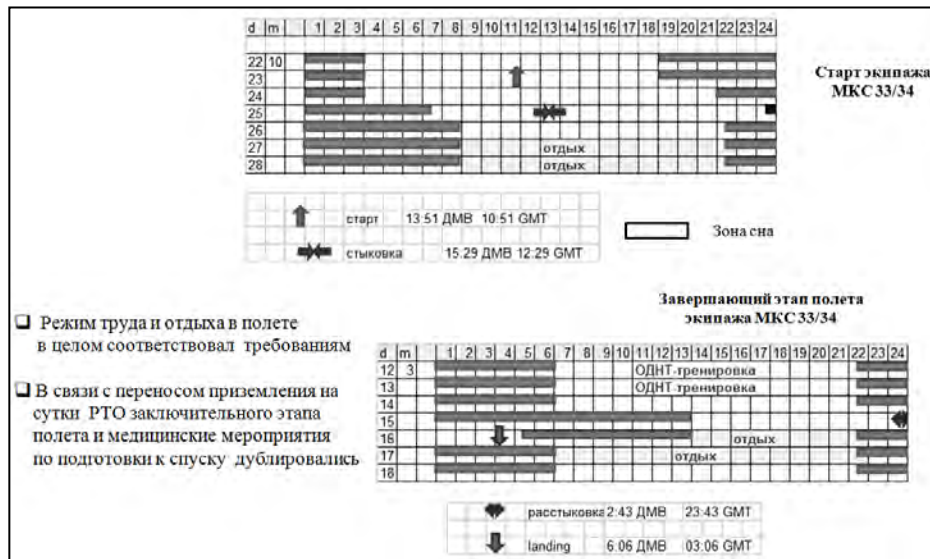 d m 1 2 3 4 5 6 7 8 9 10 11 12 13 14 15 16 17 18 19 20 21 22 23 24
22 10
23
24
25
26
27 отдых
28 отдых
Старт экипажа
МКС 33/34
старт 13 51 ДМВ 10:51 GMT
стыковка 15.29 ДМВ 12:29 GMT
Зона сна
Завершающий этап полета
экипажа МКС 33/34
❑ Режим труда и отдыха в полете
в целом соответствовал требованиям
❑ В связи с переносом приземления на
сутки РТО заключительного этапа
полета и медицинские мероприятия
по подготовки к спуску дублировались
d m 1 2 3 4 5 6 7 8 9 10 11 12 13 14 15 16 17 18 19 20 21 22 23 24
12 3 ОДНТ-тренировка
13 ОДНТ-тренировка
14
15
16 отдых
17 отдых
18
расстыковка 2:43 ДМВ 23:43 GMT
landing 6:06 ДМВ 03:06 GMT